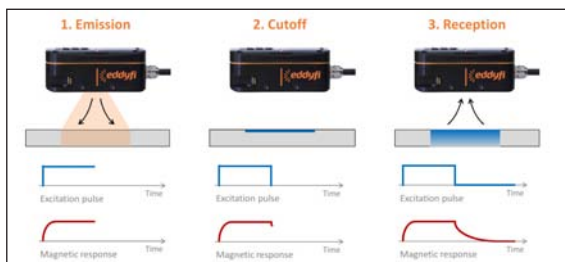 1. Emission
2. Cutoff
3. Reception
eddyfi
eddyfi
eddyfi
Time
Time
Time
Excitation pulse
Excitation pulse
Excitation pulse
Time
Time
Time
Magnetic response
Magnetic response
Magnetic response